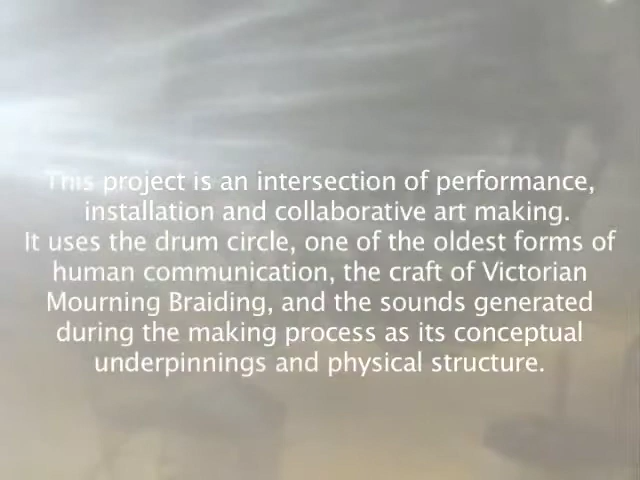 This project is an intersection of performance,
installation and collaborative art making.
It uses the drum circle, one of the oldest forms of
human communication, the craft of Victorian
Mourning Braiding, and the sounds generated
during the making process as its conceptual
underpinnings and physical structure.